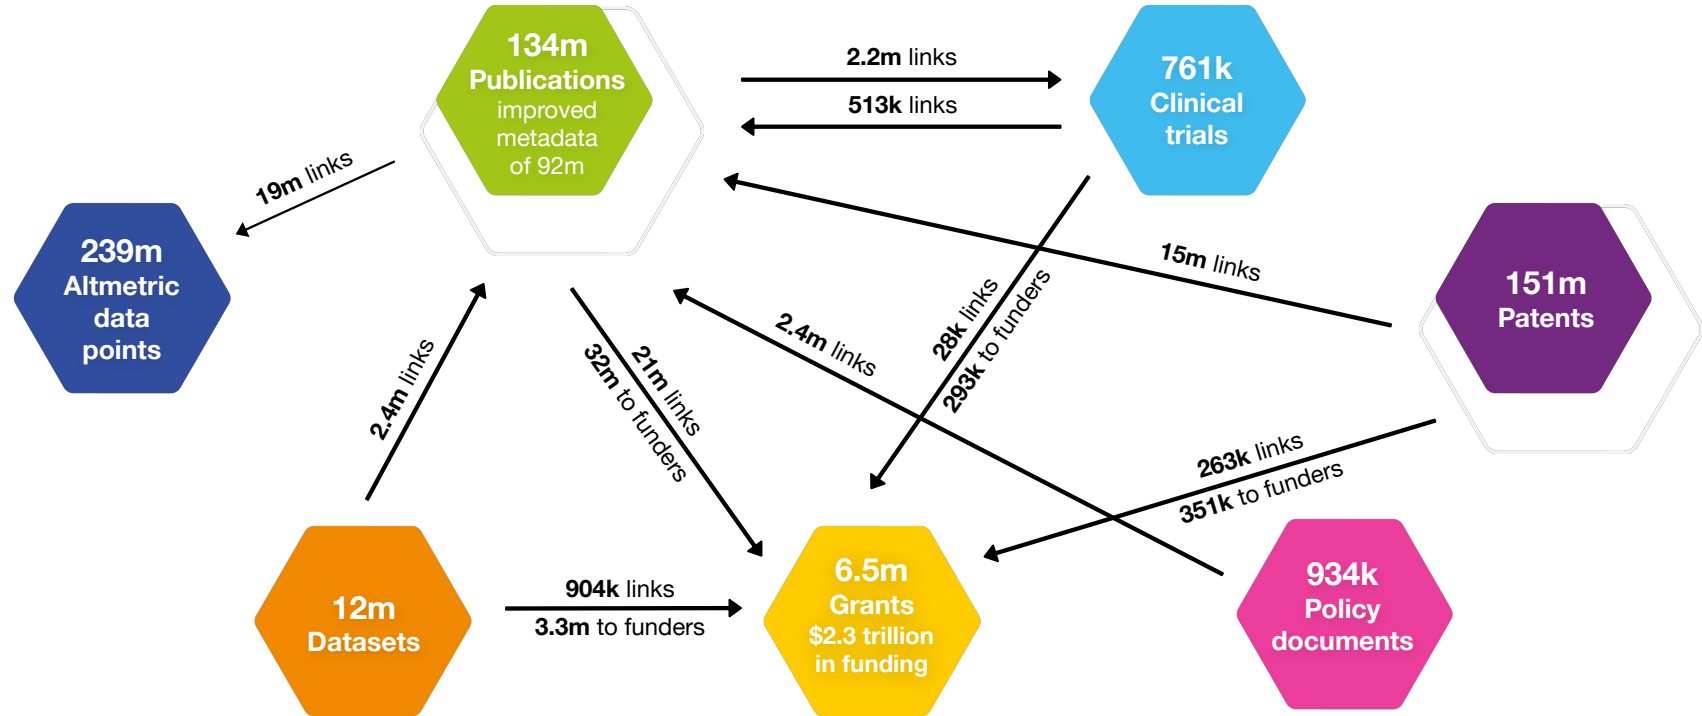 134m
Publications
improved
metadata
of 92m
2.2m links
513k links
761k
Clinical
trials
19m links
239m
Altmetric
data
points
15m links
151m
Patents
28k links
293k to funders
2.4m links
2.4m links
21m links
32m to funders
263k links
351k to funders
12m
Datasets
904k links
3.3m to funders
6.5m
Grants
$2.3 trillion
in funding
934k
Policy
documents